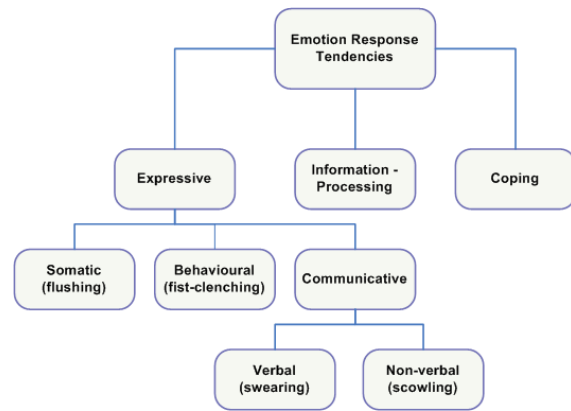 Emotion Response
Tendencies
Expressive
Information -
Processing
Coping
Somatic
(flushing)
Behavioural
(fist-clenching)
Communicative
Verbal
(swearing)
Non-verbal
(scowling)